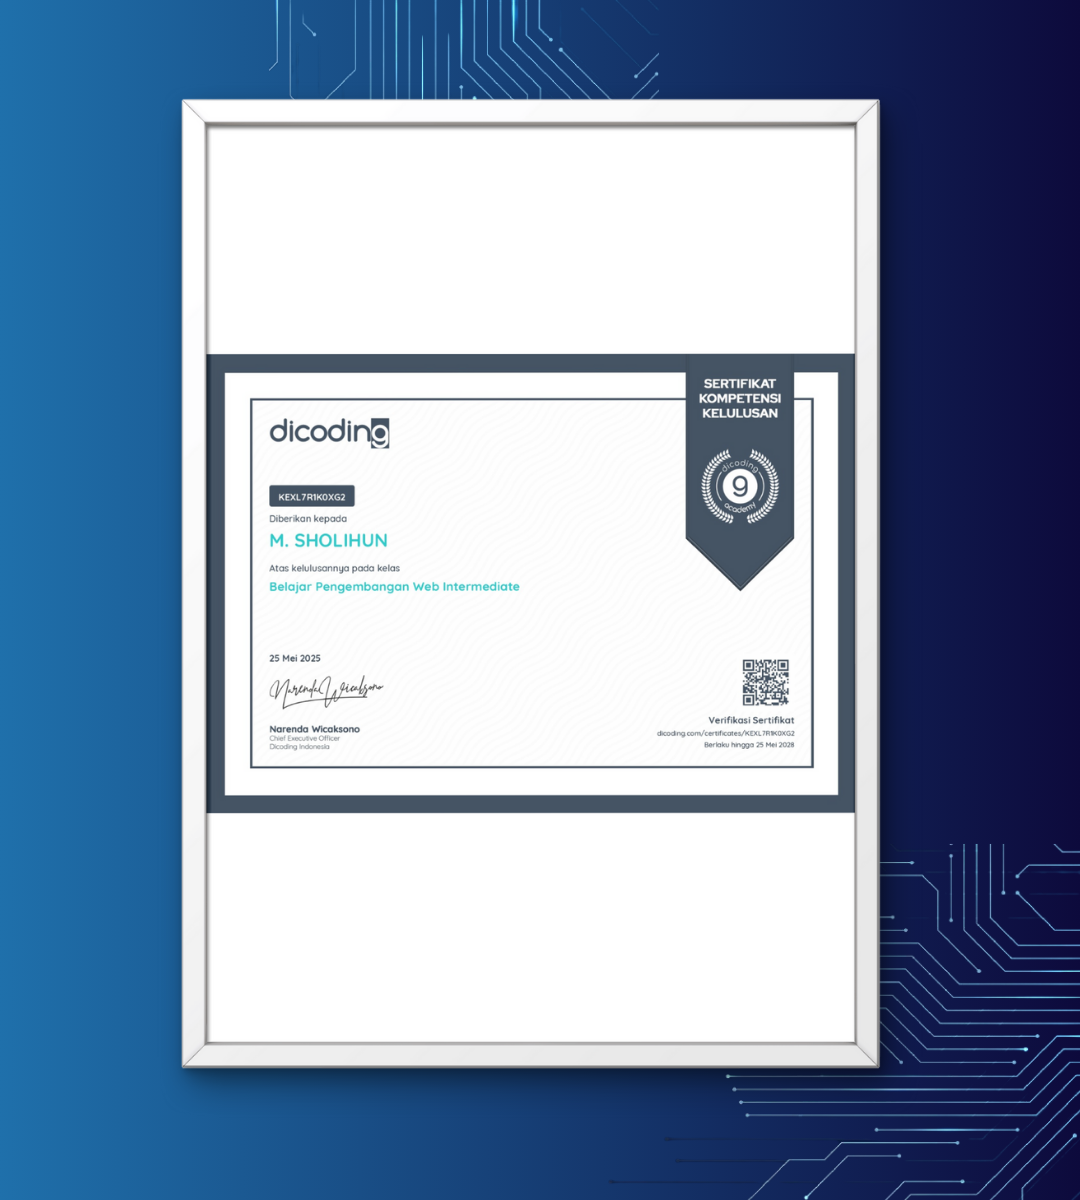 SERTIFIKAT
KOMPETENSI
KELULUSAN
dicoding
dicoding
9
academy
KEXL7R1K0XG2
Diberikan kepada
M. SHOLIHUN
Atas kelulusannya pada kelas
Belajar Pengembangan Web Intermediate
25 Mei 2025
Narenda Wicaksono
Narenda Wicaksono
Chief Executive Officer
Dicoding Indonesia
Verifikasi Sertifikat
dicoding.com/certificates/KEXL7R1K0XG2
Berlaku hingga 25 Mei 2028